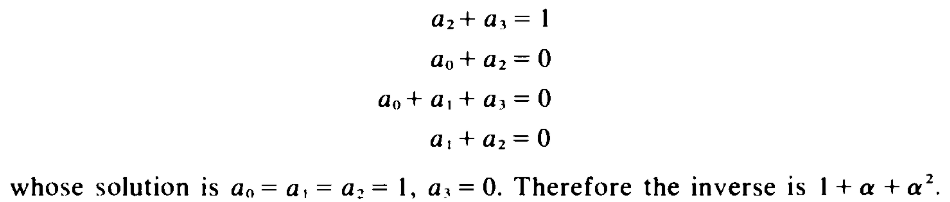 a₂ + a₃ = 1
a₀ + a₂ = 0
a₀ + a₁ + a₃ = 0
a₁ + a₂ = 0
whose solution is a₀ = a₁ = a₂ = 1, a₃ = 0. Therefore the inverse is 1 + α + α².